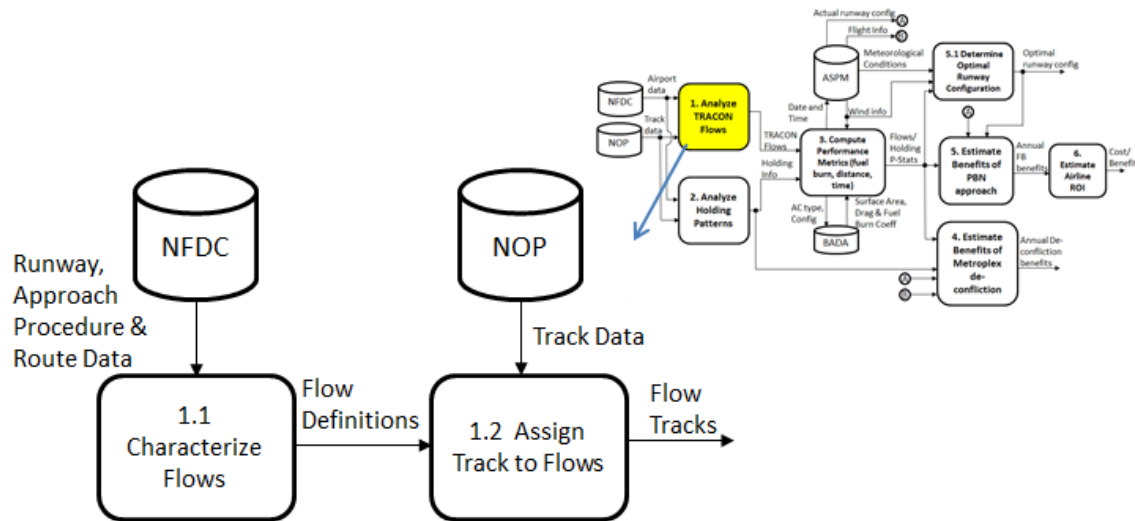 Actual runway config
A
Flight Info
B
Meteorological
Conditions
ASPM
5.1 Determine
Optimal
Runway
Configuration
Optimal
runway config
Airport
data
NFDC
Track
data
NOP
1. Analyze
TRACON
Flows
Date and
Time
Wind info
TRACON
Flows
Holding
Info
3. Compute
Performance
Metrics (fuel
burn, distance,
time)
Flows/
Holding
P-Stats
A
5. Estimate
Benefits of
PBN
approach
Annual
FB
benefits
6.
Estimate
Airline
ROI
Cost/
Benefit
2. Analyze
Holding
Patterns
AC type,
Config
Surface Area,
Drag & Fuel
Burn Coeff
BADA
4. Estimate
Benefits of
Metroplex
de-
confliction
Annual De-
confliction
benefits
A
B
NFDC
NOP
Runway,
Approach
Procedure &
Route Data
Track Data
1.1
Characterize
Flows
Flow
Definitions
1.2 Assign
Track to Flows
Flow
Tracks